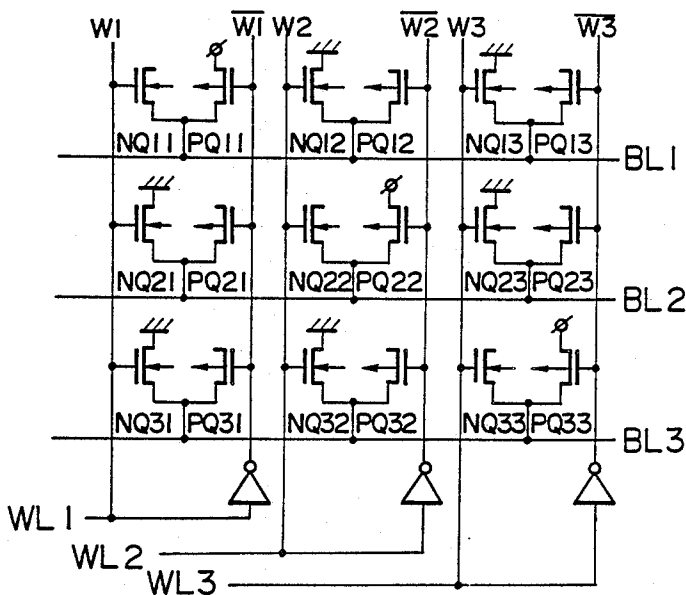 W1 W̅1̅ W2 W̅2̅ W3 W̅3̅
NQ11 PQ11 NQ12 PQ12 NQ13 PQ13
BL1
NQ21 PQ21 NQ22 PQ22 NQ23 PQ23
BL2
NQ31 PQ31 NQ32 PQ32 NQ33 PQ33
BL3
WL1
WL2
WL3